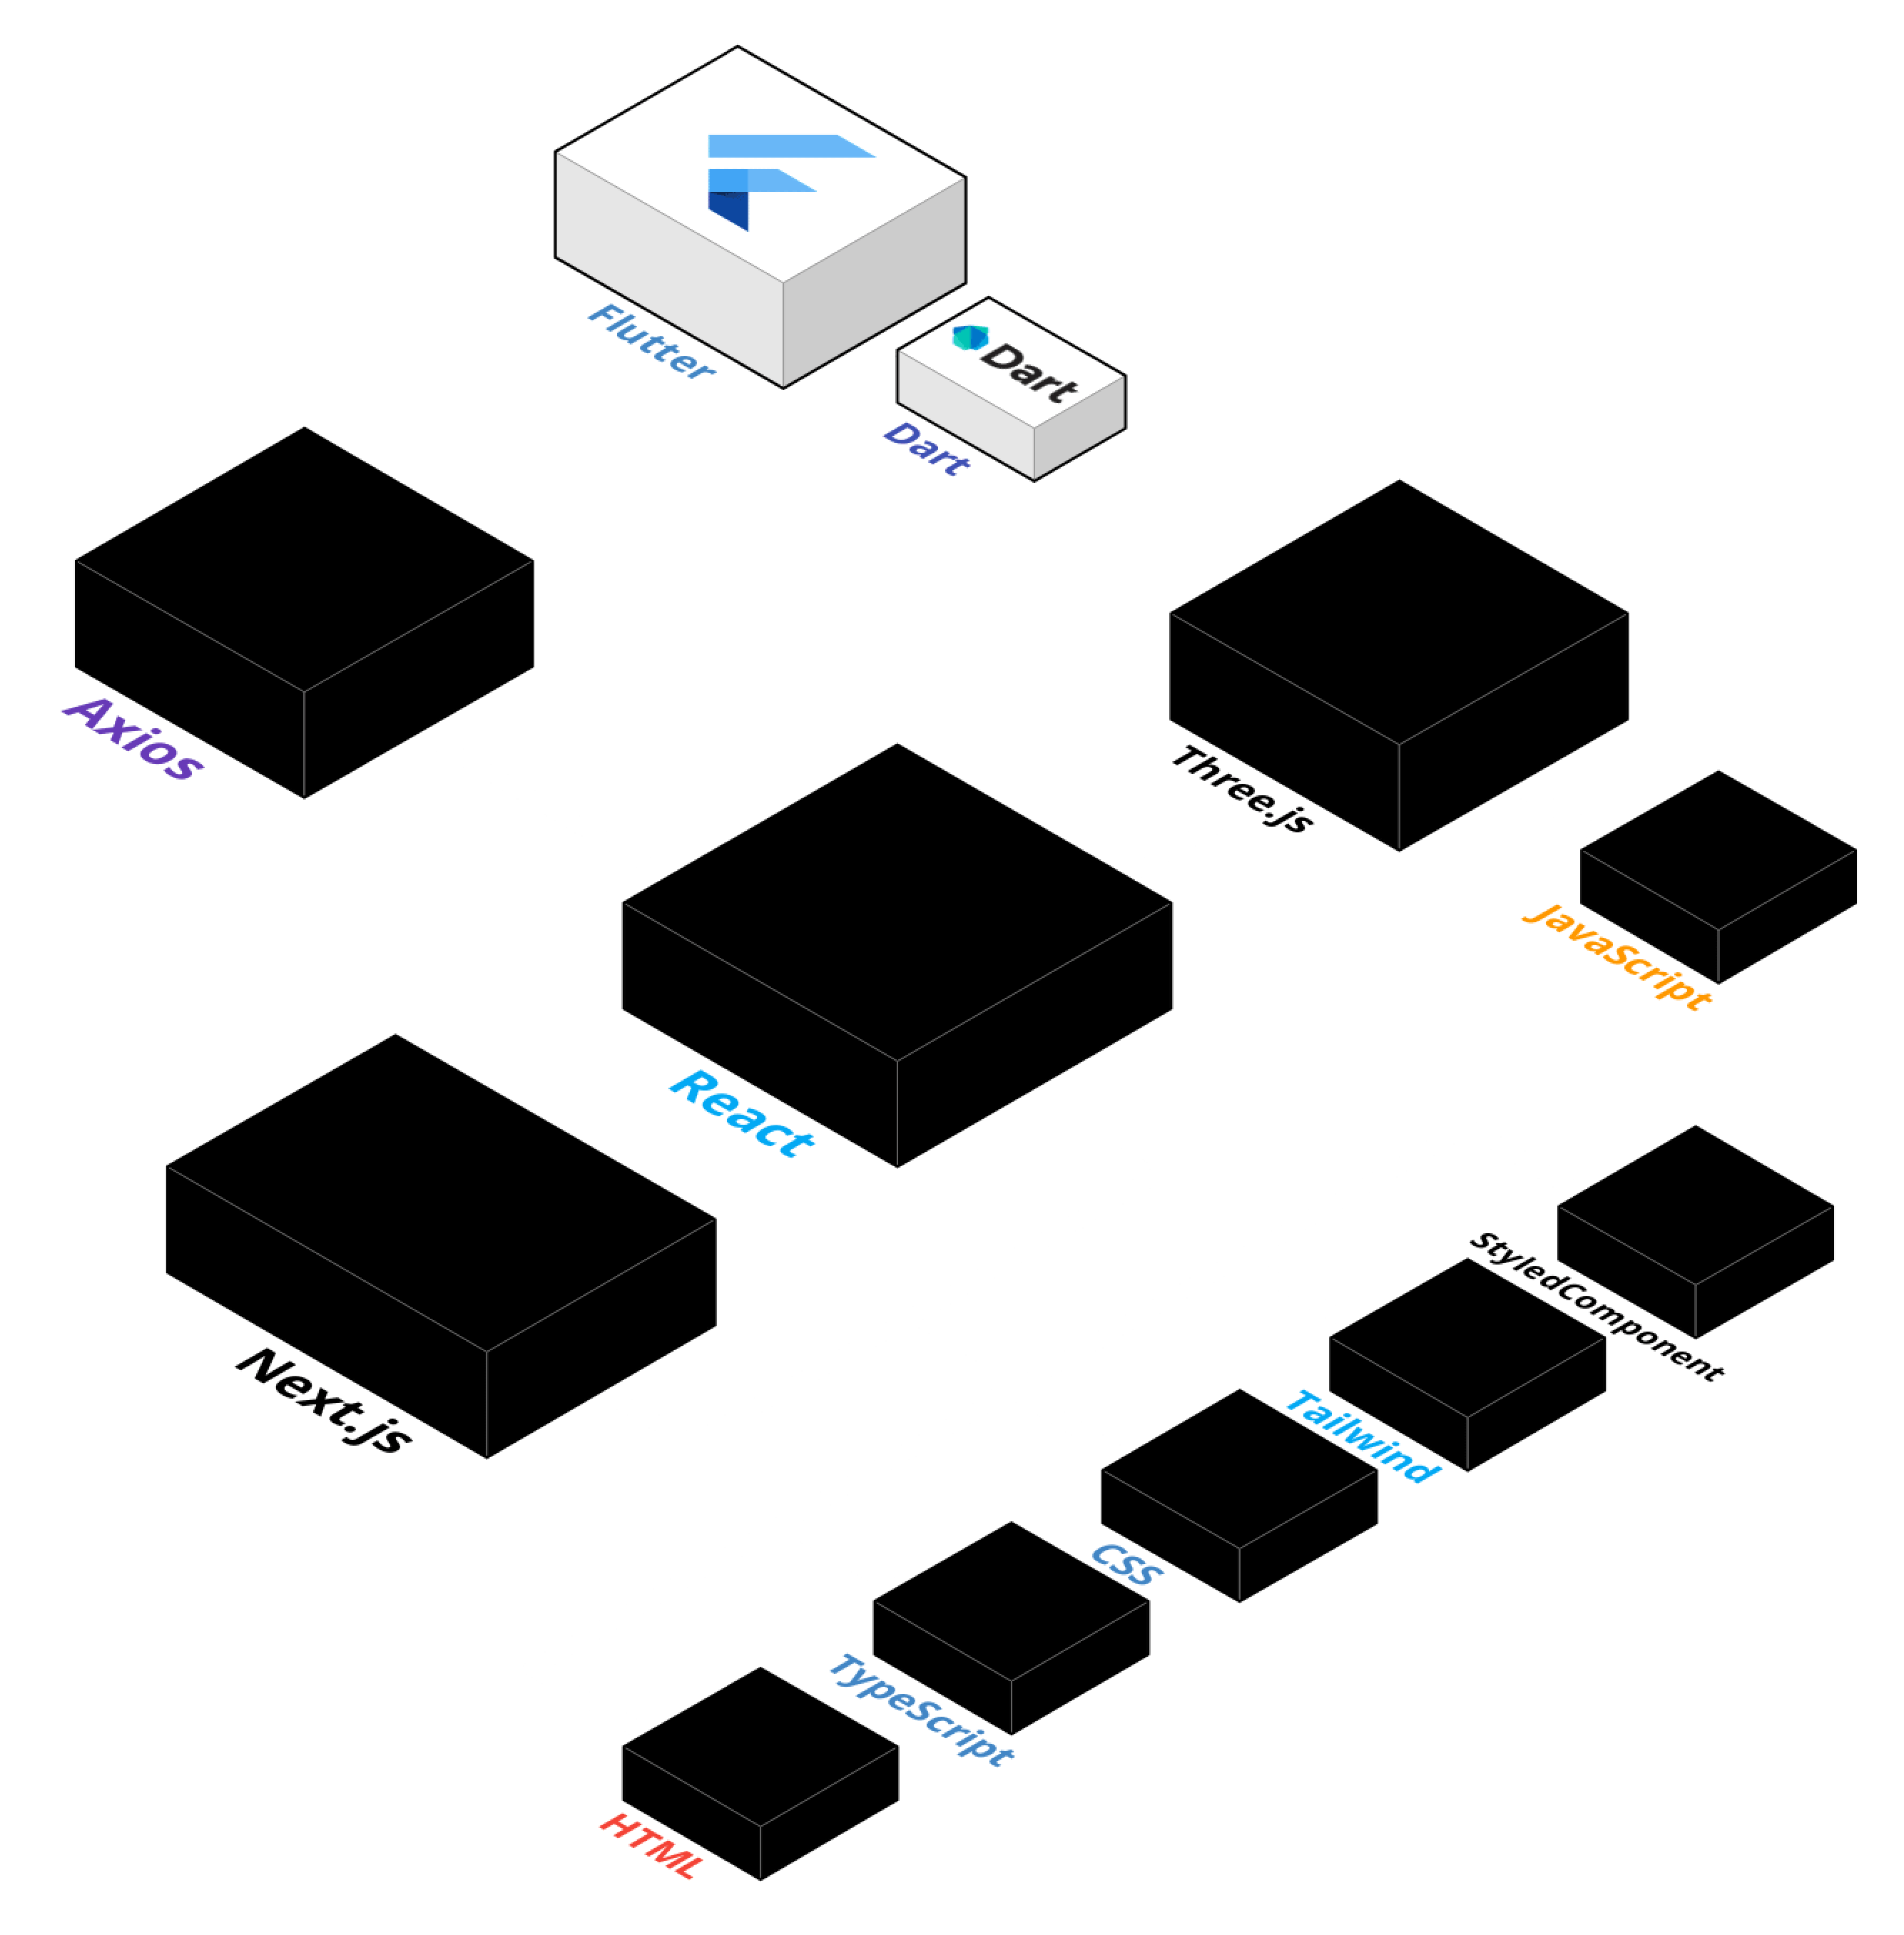 Flutter
Dart
Dart
Axios
Three.js
JavaScript
React
Next.js
StyledComponent
Tailwind
CSS
TypeScript
HTML